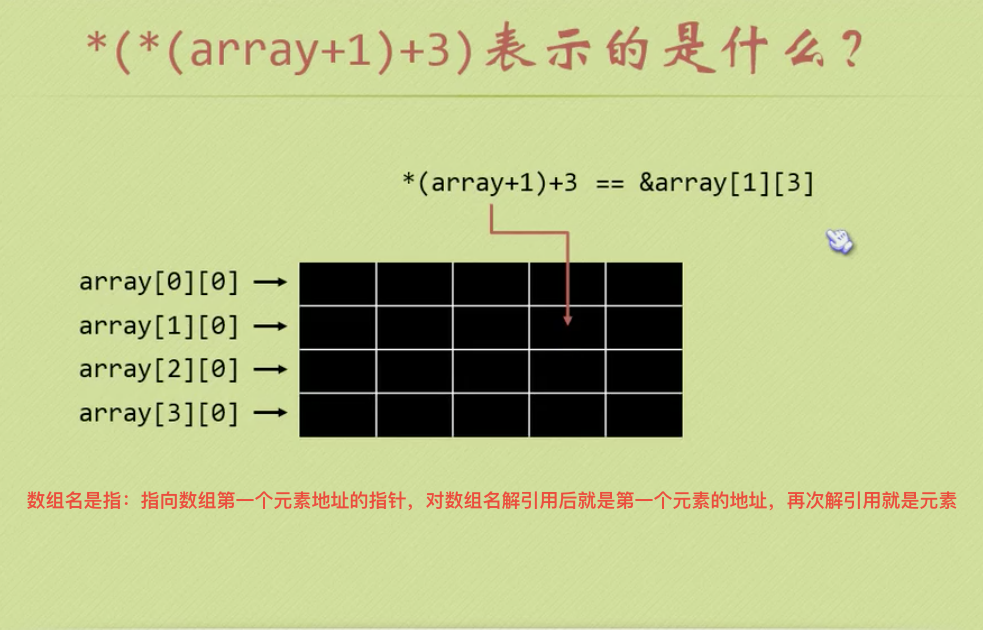 *(*(array+1)+3)表示的是什么?
*(array+1)+3 == &array[1][3]
array[0][0]
array[1][0]
array[2][0]
array[3][0]
数组名是指：指向数组第一个元素地址的指针，对数组名解引用后就是第一个元素的地址，再次解引用就是元素